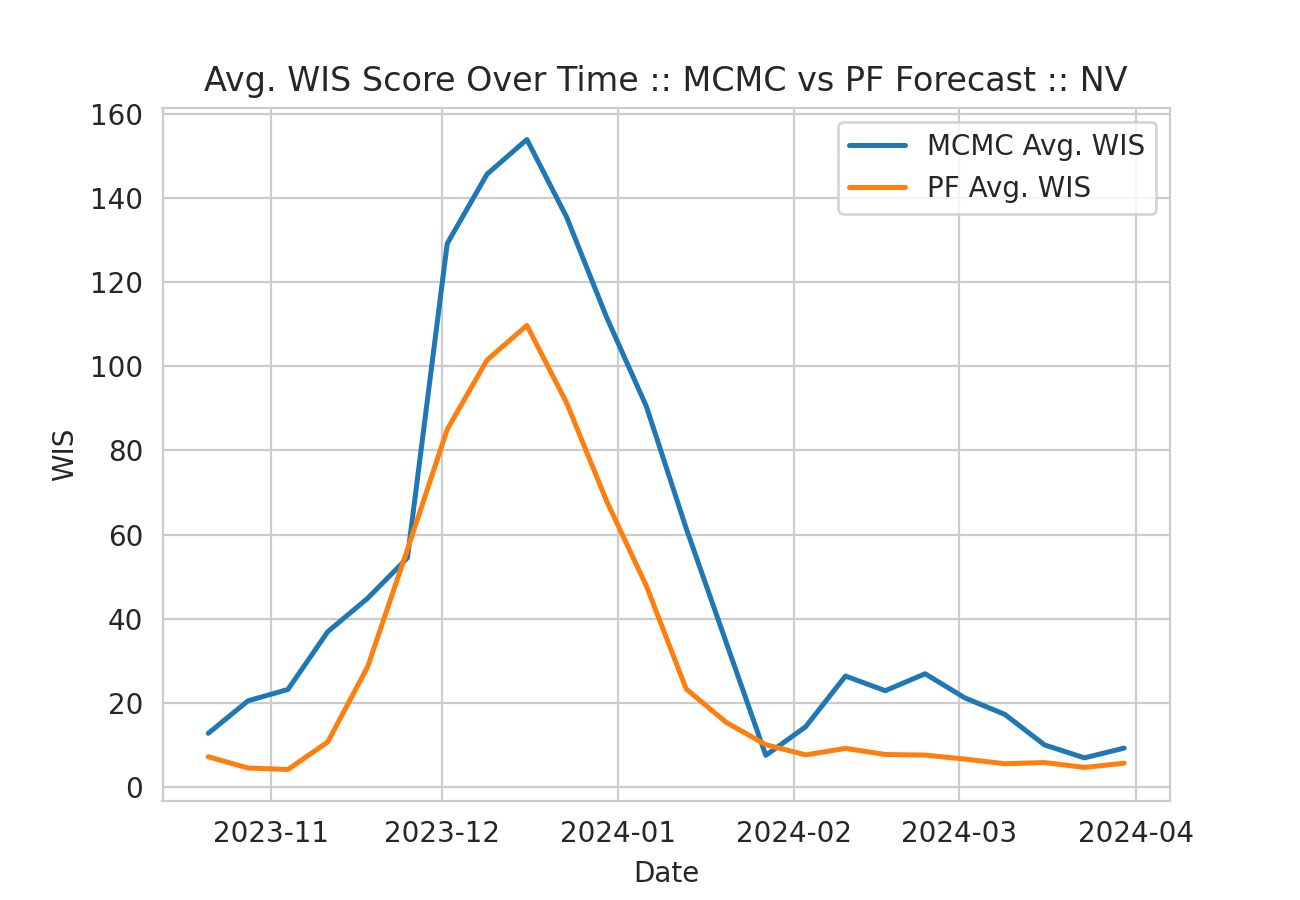 Avg. WIS Score Over Time :: MCMC vs PF Forecast :: NV
MCMC Avg. WIS
PF Avg. WIS
WIS
160
140
120
100
80
60
40
20
0
2023-11 2023-12 2024-01 2024-02 2024-03 2024-04
Date